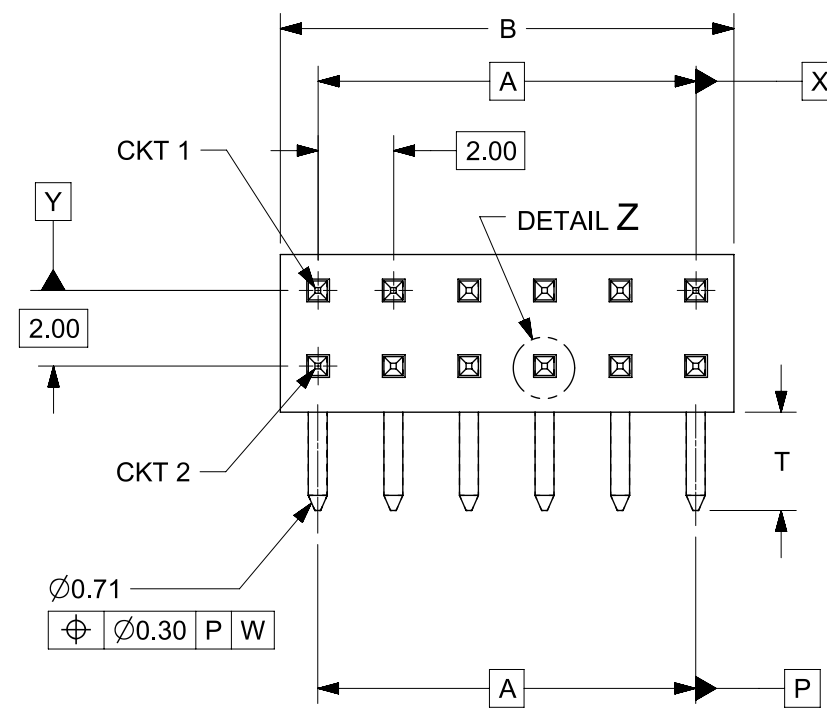 B
A
X
CKT 1
2.00
Y
DETAIL Z
2.00
CKT 2
T
Ø0.71
⌖ Ø0.30 P W
A
P